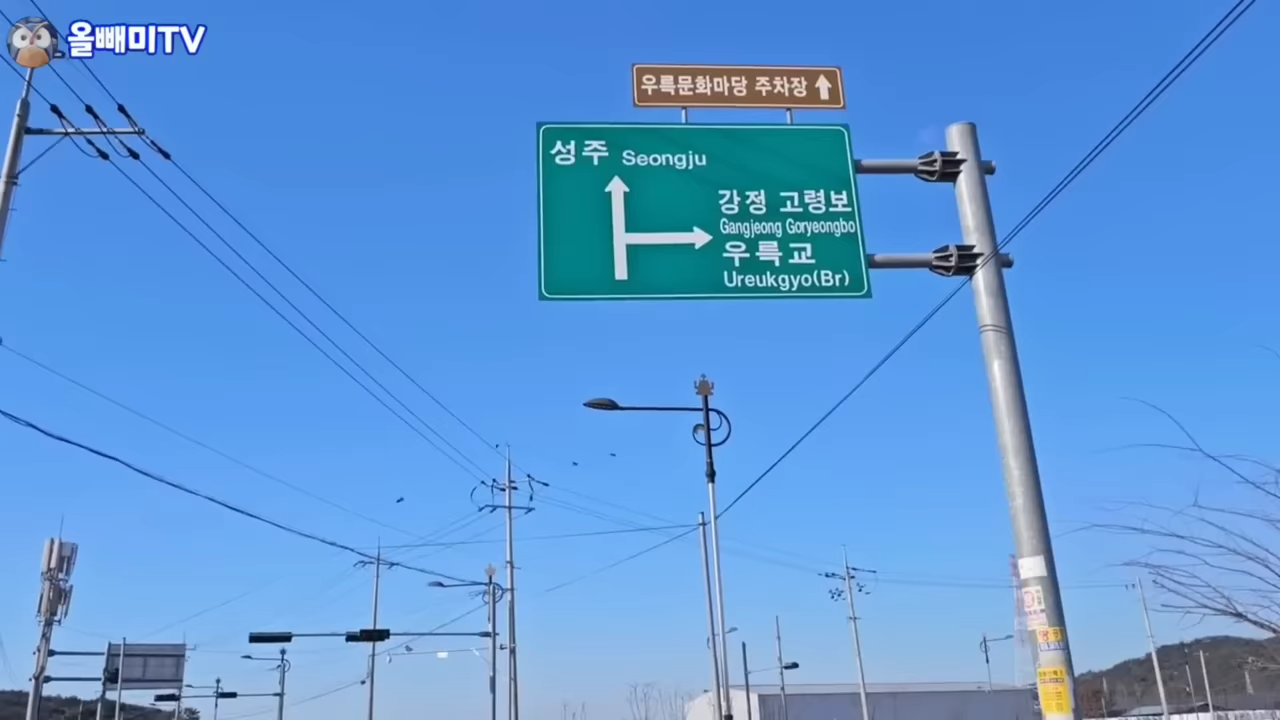 올빼미TV
우륵문화마당 주차장
성주 Seongju
강정 고령보
Gangjeong Goryeongbo
우륵교
Ureukgyo(Br)